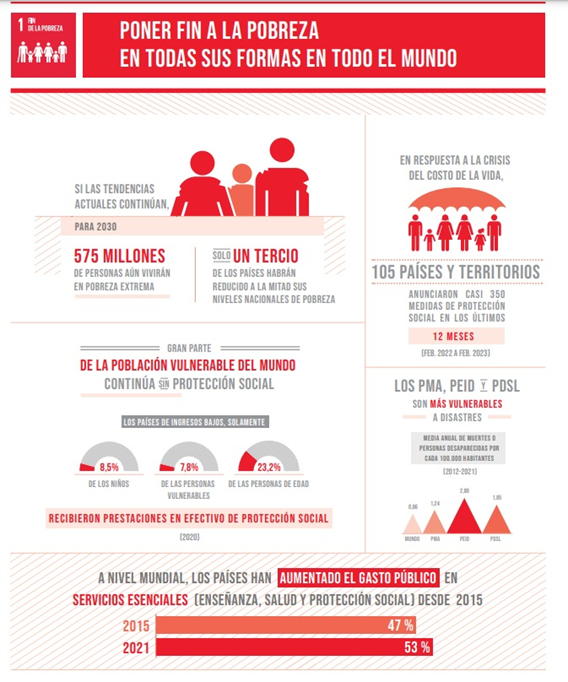 1 FIN
DE LA POBREZA
PONER FIN A LA POBREZA
EN TODAS SUS FORMAS EN TODO EL MUNDO
SI LAS TENDENCIAS
ACTUALES CONTINÚAN,
PARA 2030
575 MILLONES
DE PERSONAS AÚN VIVIRÁN
EN POBREZA EXTREMA
SOLO UN TERCIO
DE LOS PAÍSES HABRÁN
REDUCIDO A LA MITAD SUS
NIVELES NACIONALES DE POBREZA
EN RESPUESTA A LA CRISIS
DEL COSTO DE LA VIDA,
105 PAÍSES Y TERRITORIOS
ANUNCIARON CASI 350
MEDIDAS DE PROTECCIÓN
SOCIAL EN LOS ÚLTIMOS
12 MESES
(FEB. 2022 A FEB. 2023)
GRAN PARTE
DE LA POBLACIÓN VULNERABLE DEL MUNDO
CONTINÚA SIN PROTECCIÓN SOCIAL
LOS PAÍSES DE INGRESOS BAJOS, SOLAMENTE
8,5% 7,8% 23,2%
DE LOS NIÑOS
DE LAS PERSONAS
VULNERABLES
DE LAS PERSONAS DE EDAD
RECIBIERON PRESTACIONES EN EFECTIVO DE PROTECCIÓN SOCIAL
(2020)
LOS PMA, PEID Y PDSL
SON MÁS VULNERABLES
A DISASTRES
MEDIA ANUAL DE MUERTES O
PERSONAS DESAPARECIDAS POR
CADA 100.000 HABITANTES
(2012-2021)
0,86 1,24 2,80 1,85
MUNDO PMA PEID PDSL
A NIVEL MUNDIAL, LOS PAÍSES HAN AUMENTADO EL GASTO PÚBLICO EN
SERVICIOS ESENCIALES (ENSEÑANZA, SALUD Y PROTECCIÓN SOCIAL) DESDE 2015
2015 47 %
2021 53 %